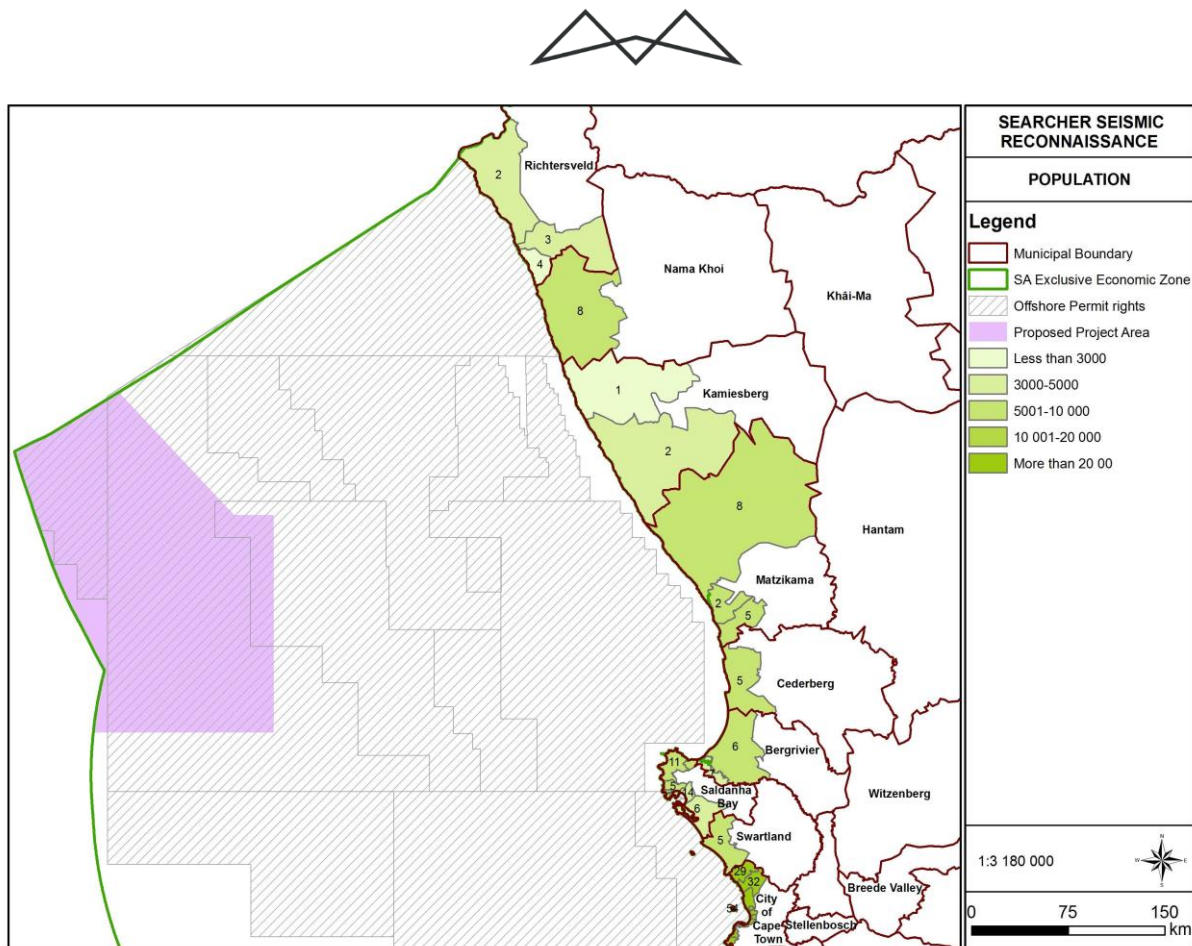 SEARCHER SEISMIC
RECONNAISSANCE
POPULATION
Legend
Municipal Boundary
SA Exclusive Economic Zone
Offshore Permit rights
Proposed Project Area
Less than 3000
3000-5000
5001-10 000
10 001-20 000
More than 20 00
1:3 180 000
N
W
E
S
0 75 150
km
Richtersveld
2
3
4
Nama Khoi
Khâi-Ma
8
1
Kamiesberg
2
8
Hantam
Matzikama
2
5
5
Cederberg
6
Bergrivier
11
5
3
4
Saldanha
Bay
Witzenberg
6
Swartland
5
29
32
Breede Valley
City
of
Cape
Town
Stellenbosch